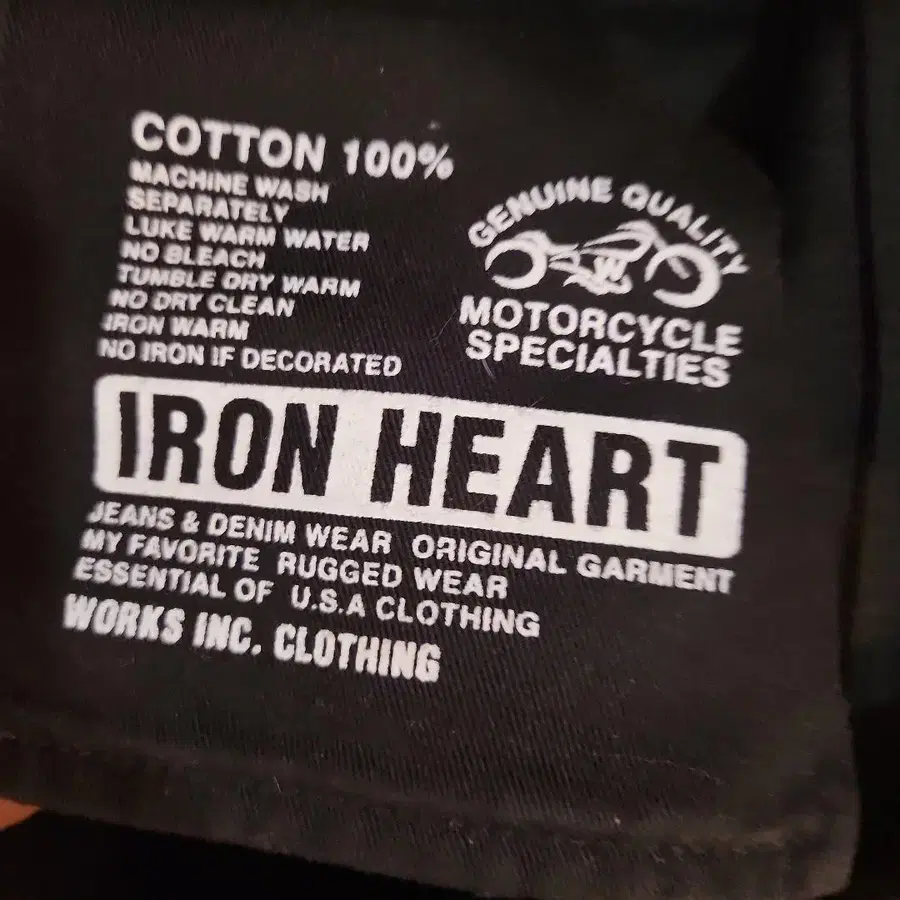 COTTON 100%
MACHINE WASH
SEPARATELY
LUKE WARM WATER
NO BLEACH
TUMBLE DRY WARM
NO DRY CLEAN
IRON WARM
NO IRON IF DECORATED
GENUINE QUALITY
W
MOTORCYCLE
SPECIALTIES
IRON HEART
JEANS & DENIM WEAR ORIGINAL GARMENT
MY FAVORITE RUGGED WEAR
ESSENTIAL OF U.S.A CLOTHING
WORKS INC. CLOTHING